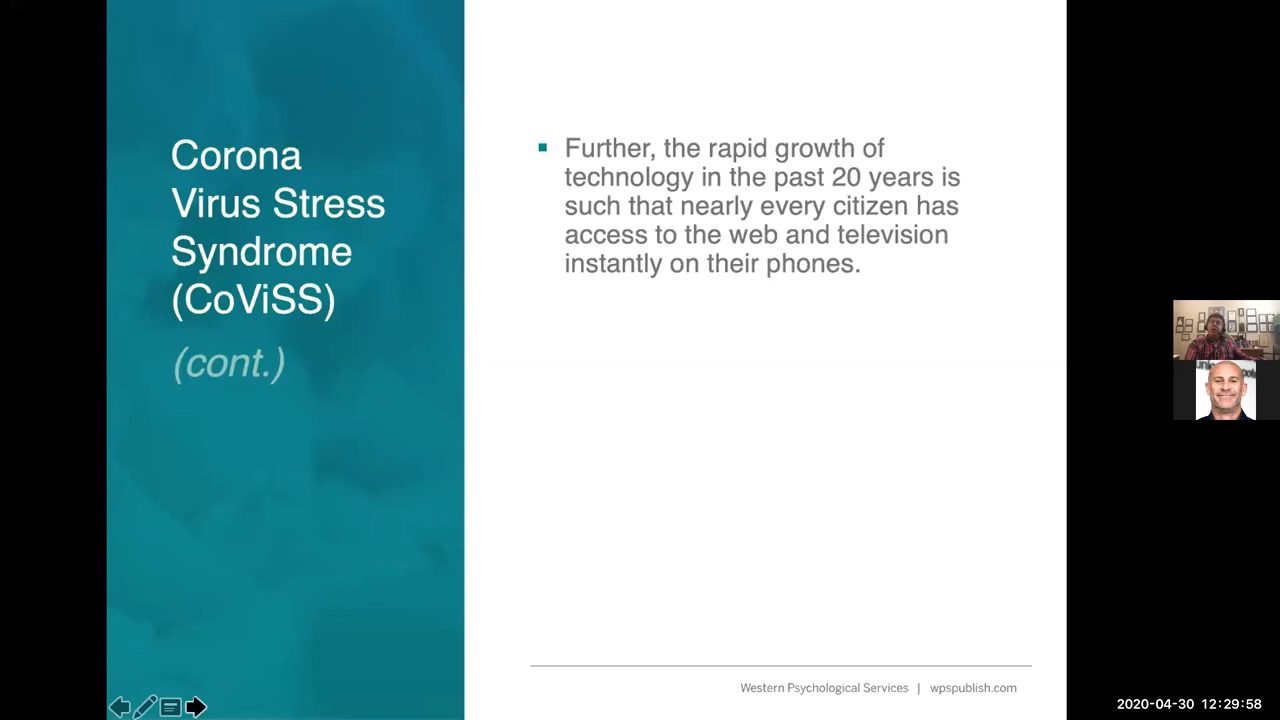 Corona
Virus Stress
Syndrome
(CoViSS)
(cont.)
Further, the rapid growth of
technology in the past 20 years is
such that nearly every citizen has
access to the web and television
instantly on their phones.
Western Psychological Services | wpspublish.com
2020-04-30 12:29:58